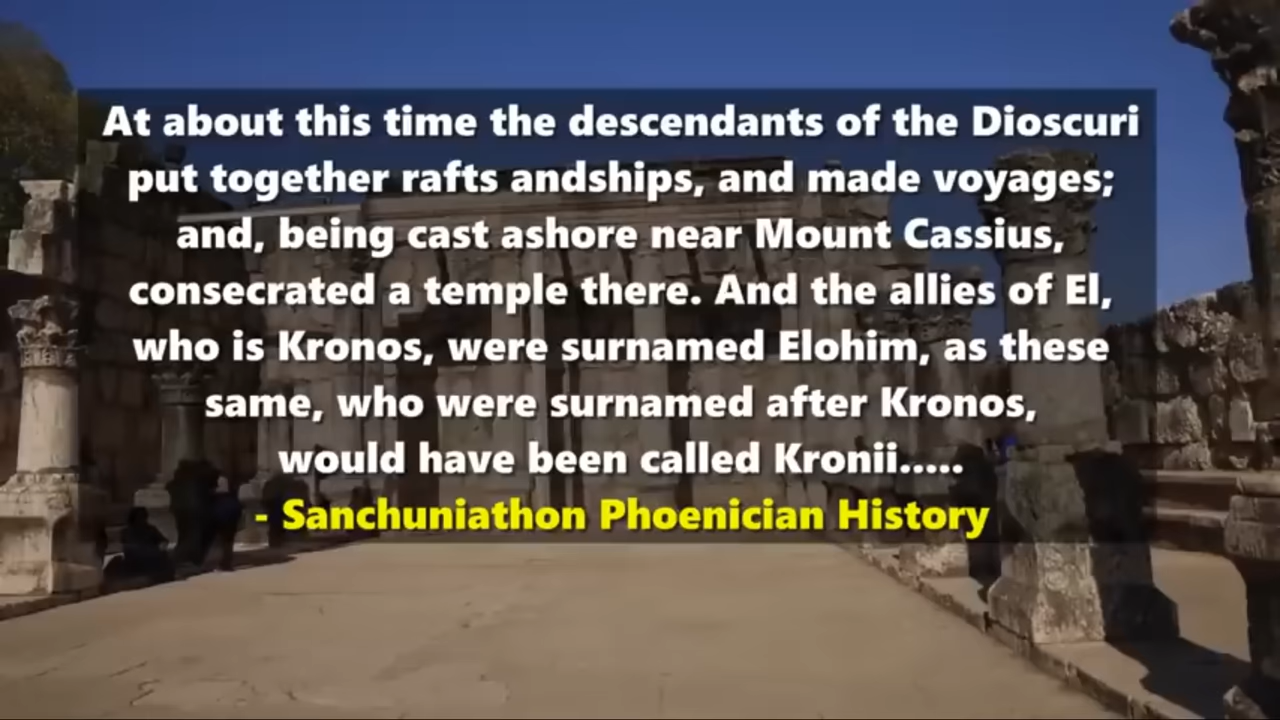 At about this time the descendants of the Dioscuri
put together rafts andships, and made voyages;
and, being cast ashore near Mount Cassius,
consecrated a temple there. And the allies of El,
who is Kronos, were surnamed Elohim, as these
same, who were surnamed after Kronos,
would have been called Kronii.....
- Sanchuniathon Phoenician History